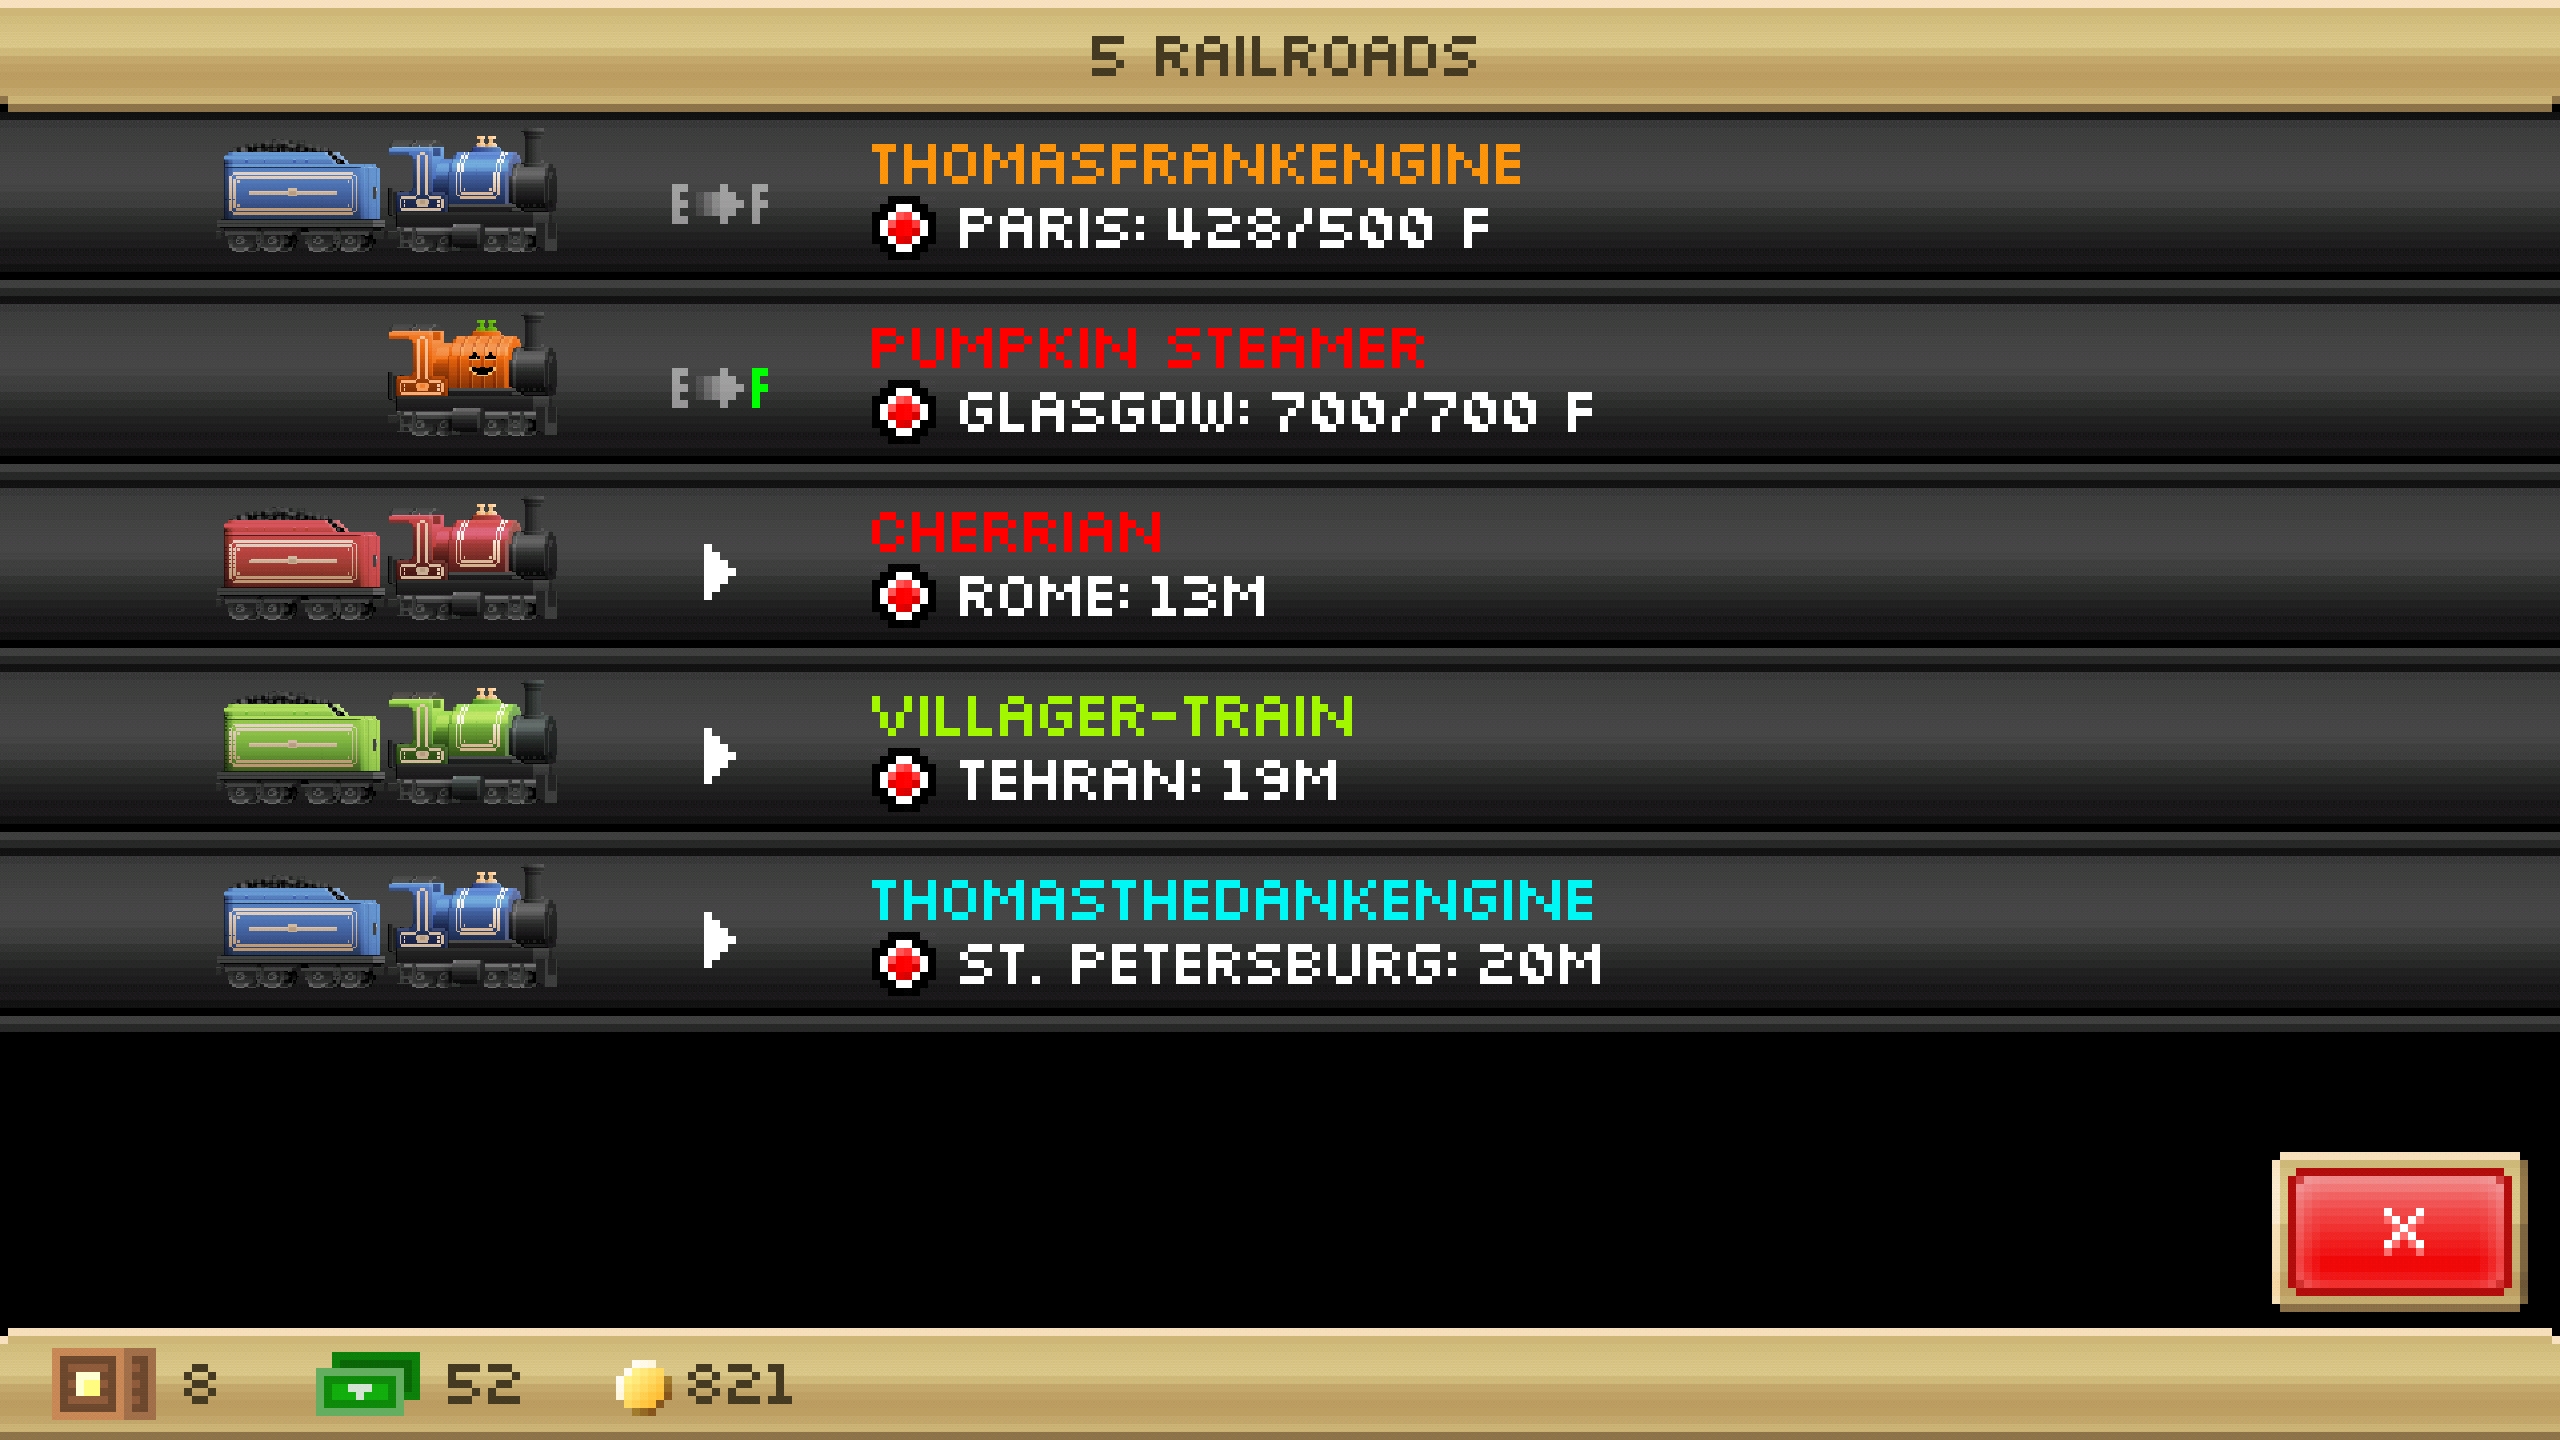 5 RAILROADS
THOMASFRANKENGINE
E F PARIS: 428/500 F
PUMPKIN STEAMER
E F GLASGOW: 700/700 F
CHERRIAN
ROME: 13M
VILLAGER-TRAIN
TEHRAN: 19M
THOMASTHEDANKENGINE
ST. PETERSBURG: 20M
X
8 52 821